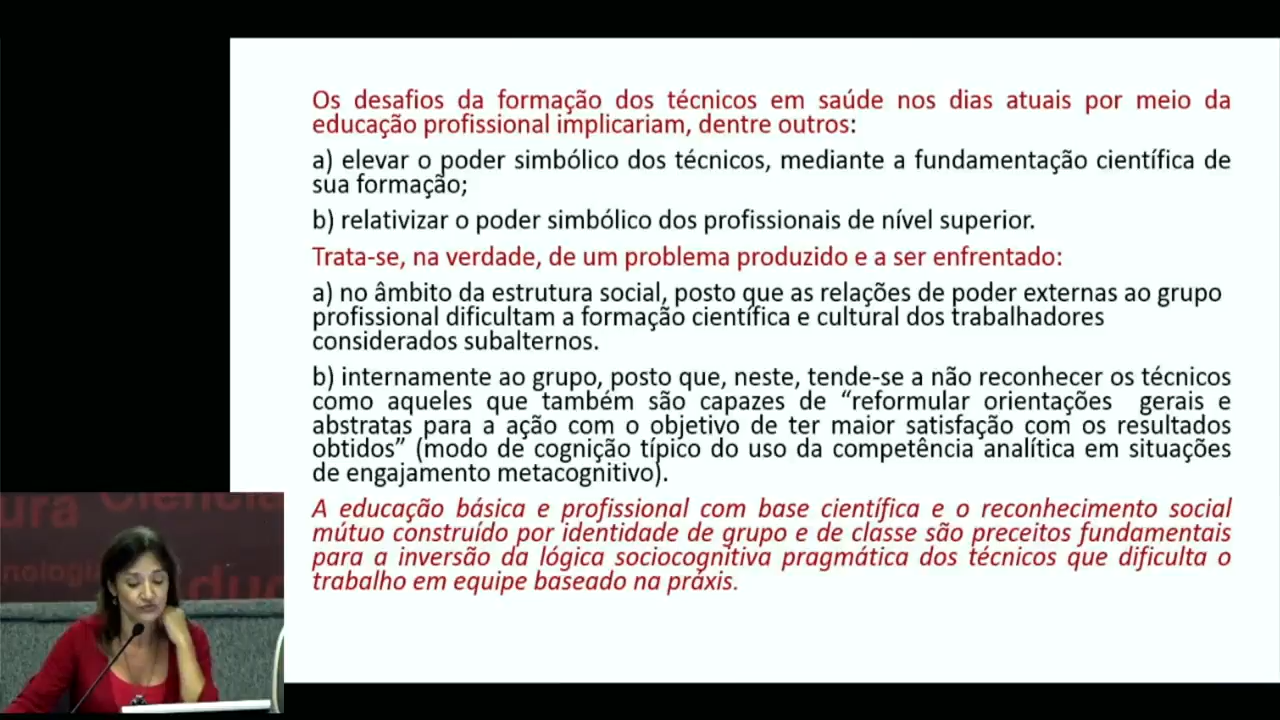 Os desafios da formação dos técnicos em saúde nos dias atuais por meio da
educação profissional implicariam, dentre outros:
a) elevar o poder simbólico dos técnicos, mediante a fundamentação científica de
sua formação;
b) relativizar o poder simbólico dos profissionais de nível superior.
Trata-se, na verdade, de um problema produzido e a ser enfrentado:
a) no âmbito da estrutura social, posto que as relações de poder externas ao grupo
profissional dificultam a formação científica e cultural dos trabalhadores
considerados subalternos.
b) internamente ao grupo, posto que, neste, tende-se a não reconhecer os técnicos
como aqueles que também são capazes de “reformular orientações gerais e
abstratas para a ação com o objetivo de ter maior satisfação com os resultados
obtidos” (modo de cognição típico do uso da competência analítica em situações
de engajamento metacognitivo).
A educação básica e profissional com base científica e o reconhecimento social
mútuo construído por identidade de grupo e de classe são preceitos fundamentais
para a inversão da lógica sociocognitiva pragmática dos técnicos que dificulta o
trabalho em equipe baseado na práxis.
ura Ciência
nologia
duc